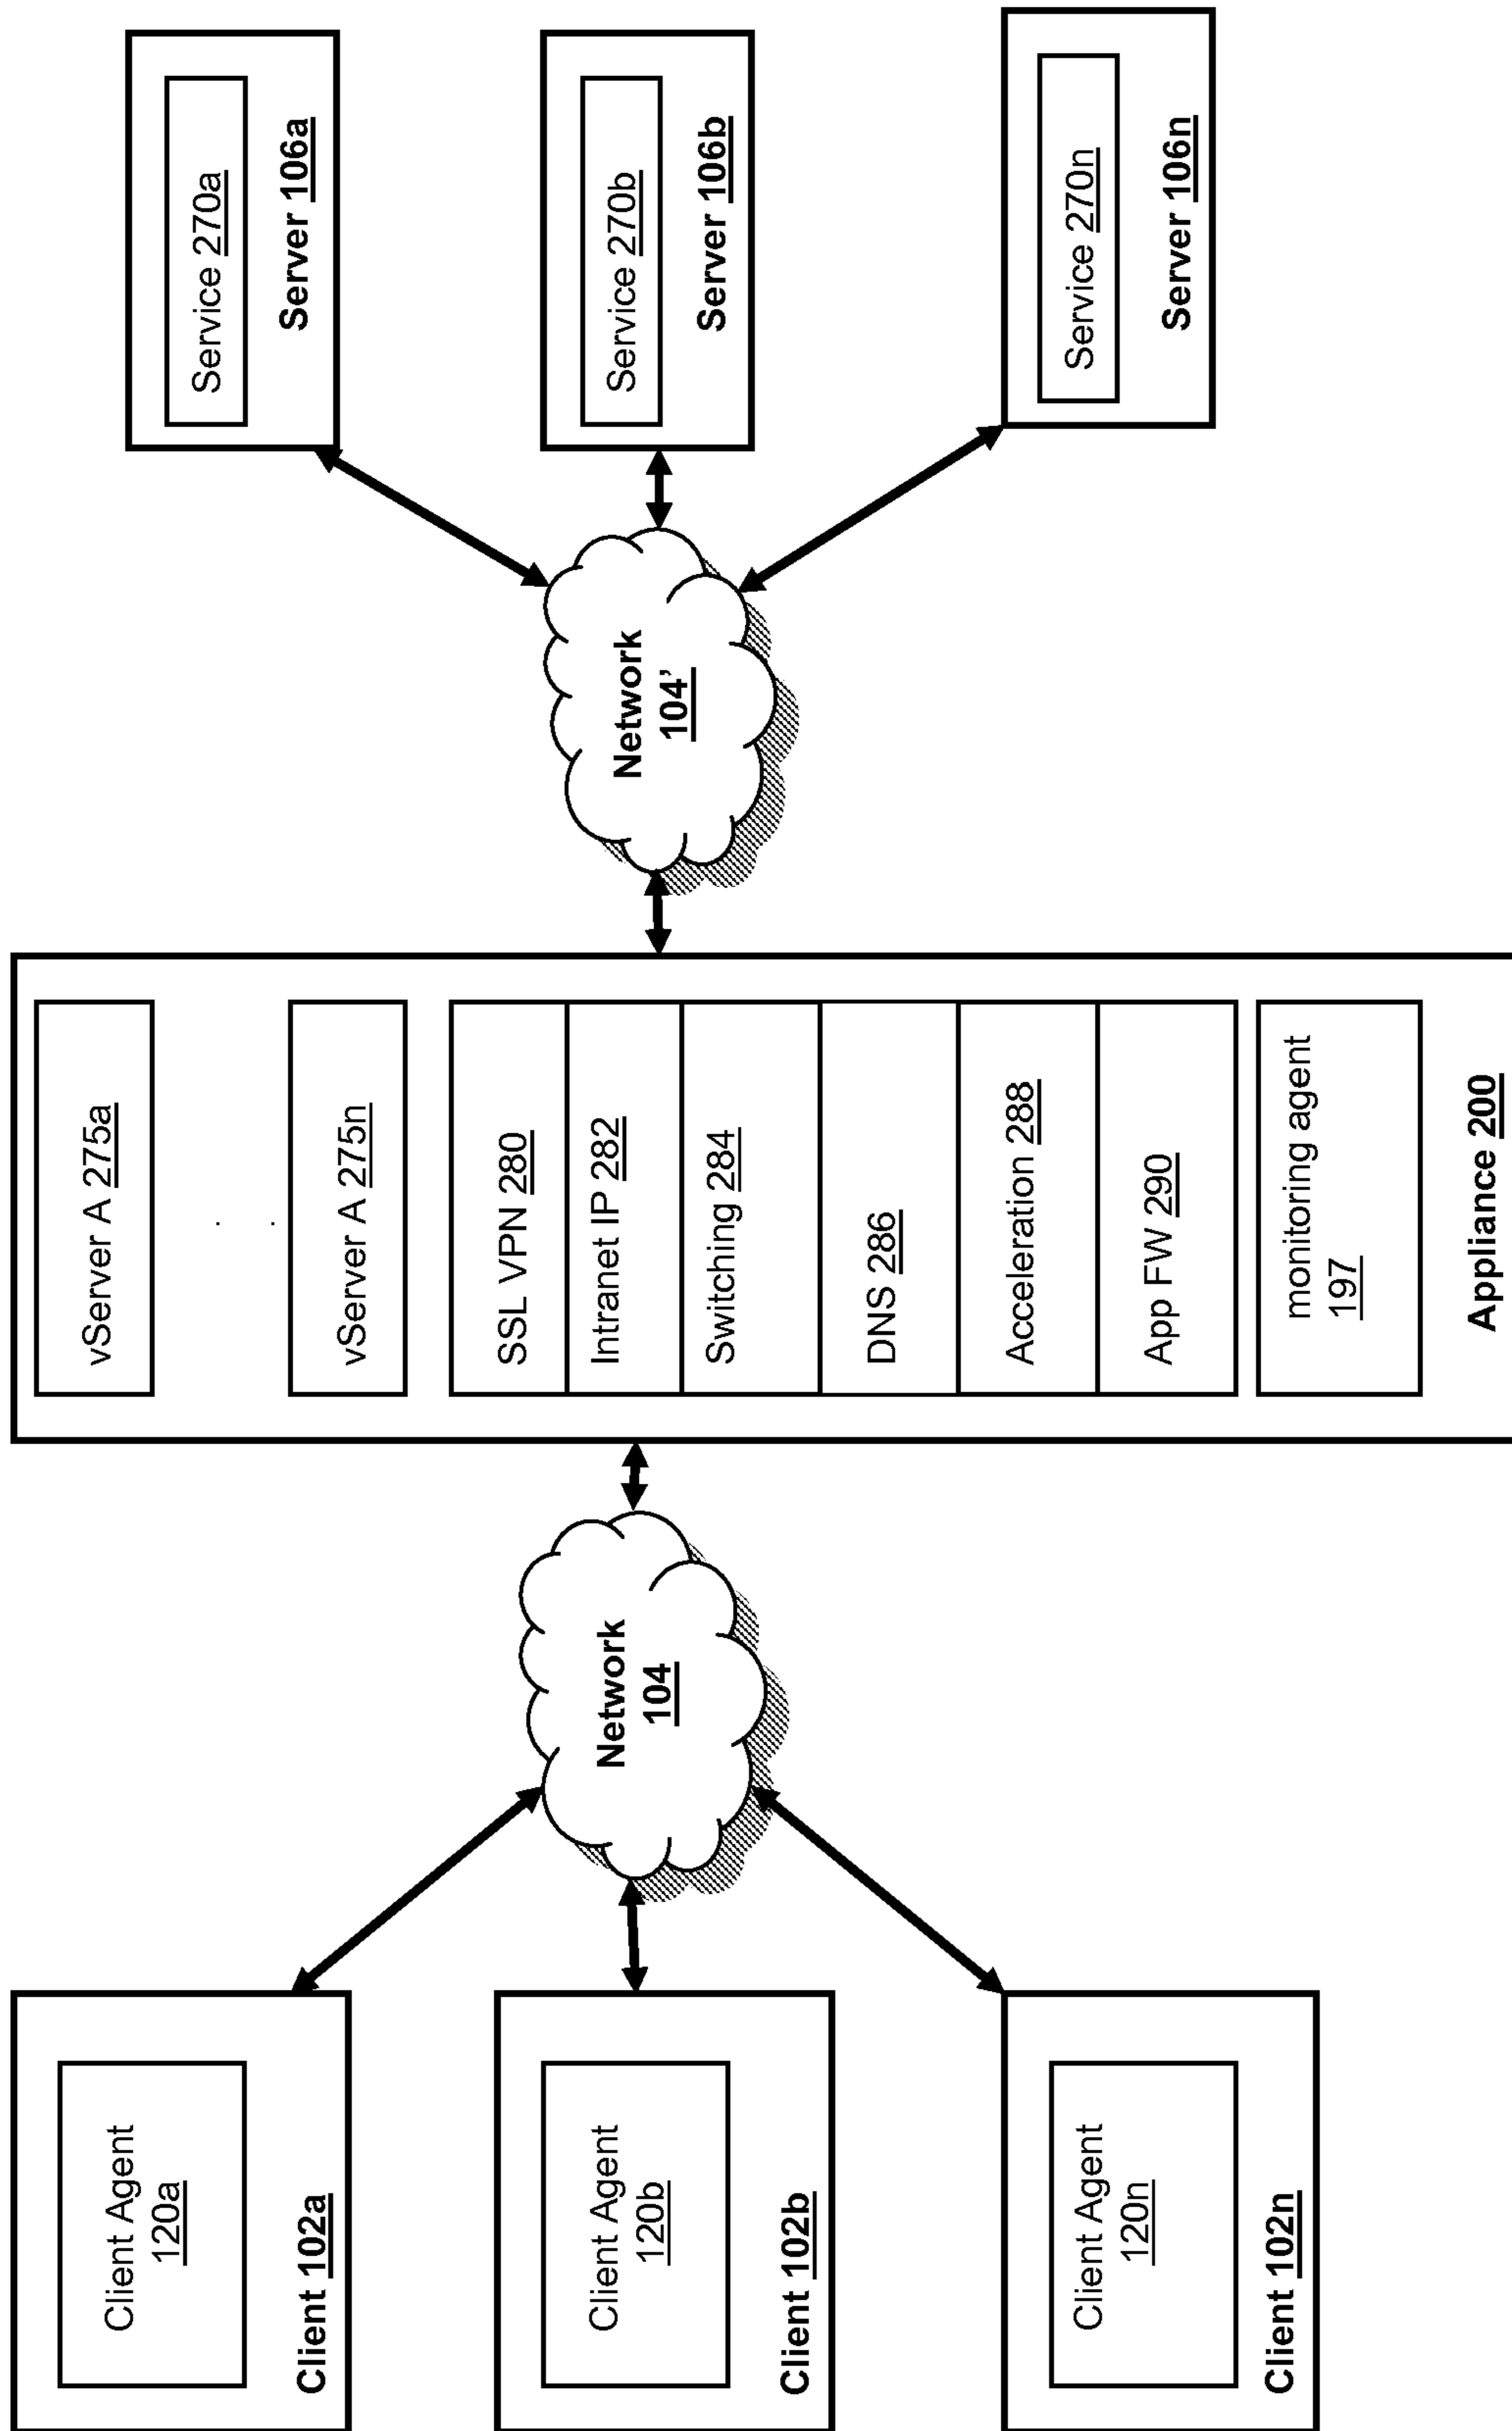 Client Agent
120a
Client 102a
Client Agent
120b
Client 102b
Client Agent
120n
Client 102n
Network
104
vServer A 275a
.
.
vServer A 275n
SSL VPN 280
Intranet IP 282
Switching 284
DNS 286
Acceleration 288
App FW 290
monitoring agent
197
Appliance 200
Network
104’
Service 270a
Server 106a
Service 270b
Server 106b
Service 270n
Server 106n